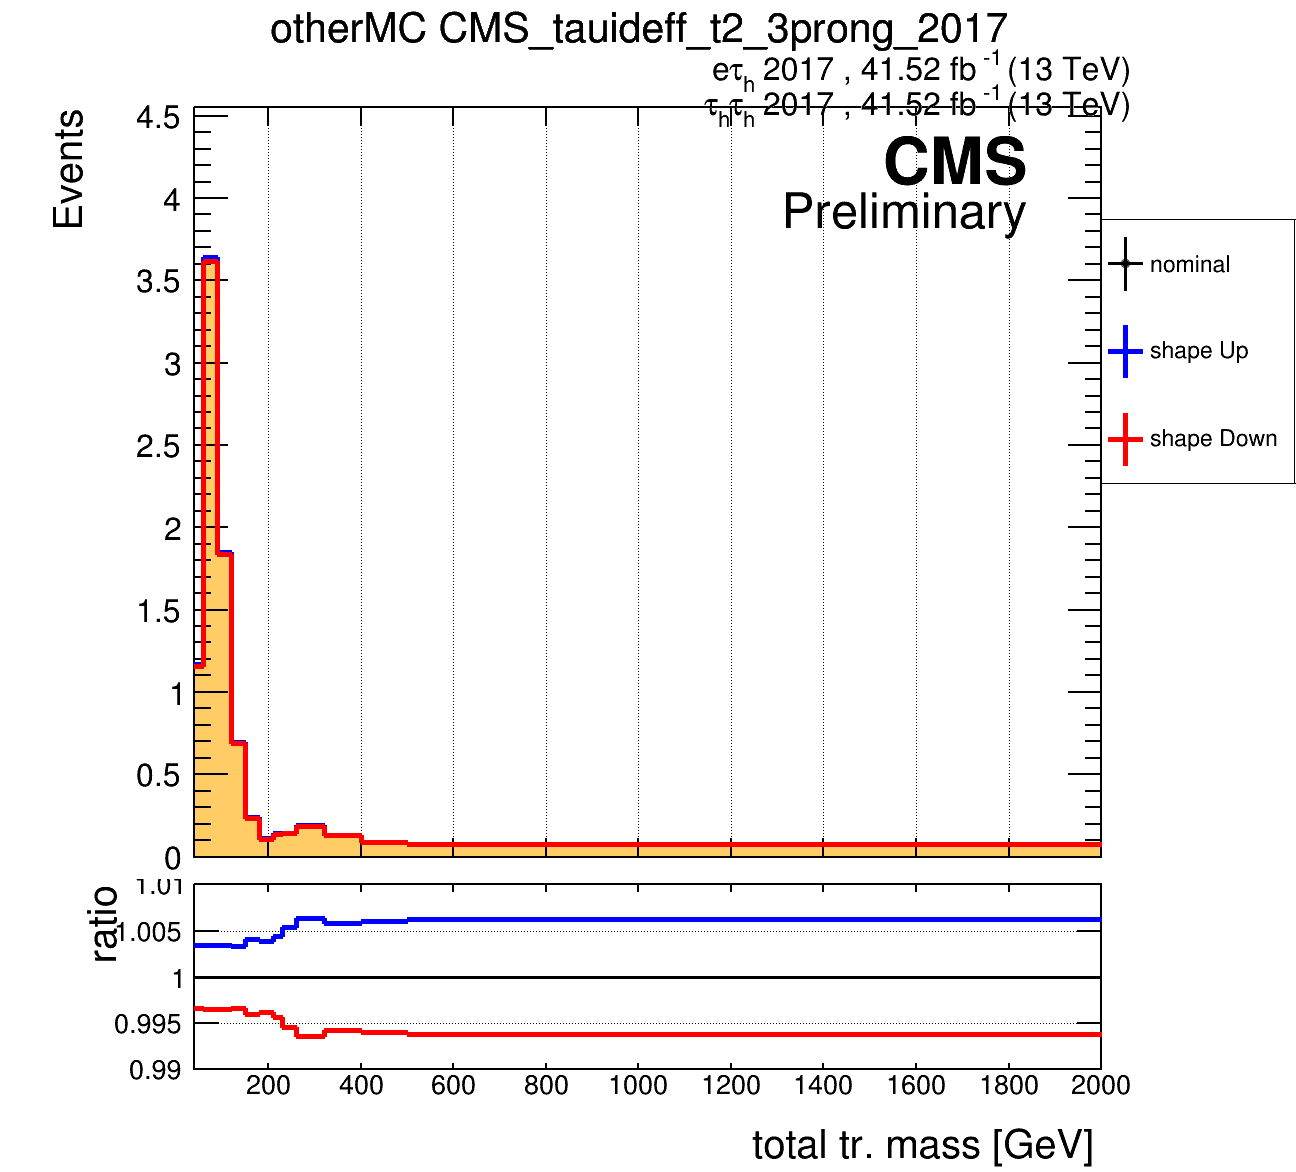 otherMC CMS_tauideff_t2_3prong_2017
eτh 2017 , 41.52 fb -1 (13 TeV)
τhτh 2017 , 41.52 fb -1 (13 TeV)
CMS
Preliminary
Events
4.5
4
3.5
3
2.5
2
1.5
1
0.5
0
nominal
shape Up
shape Down
ratio
1.01
1.005
1
0.995
0.99
200 400 600 800 1000 1200 1400 1600 1800 2000
total tr. mass [GeV]